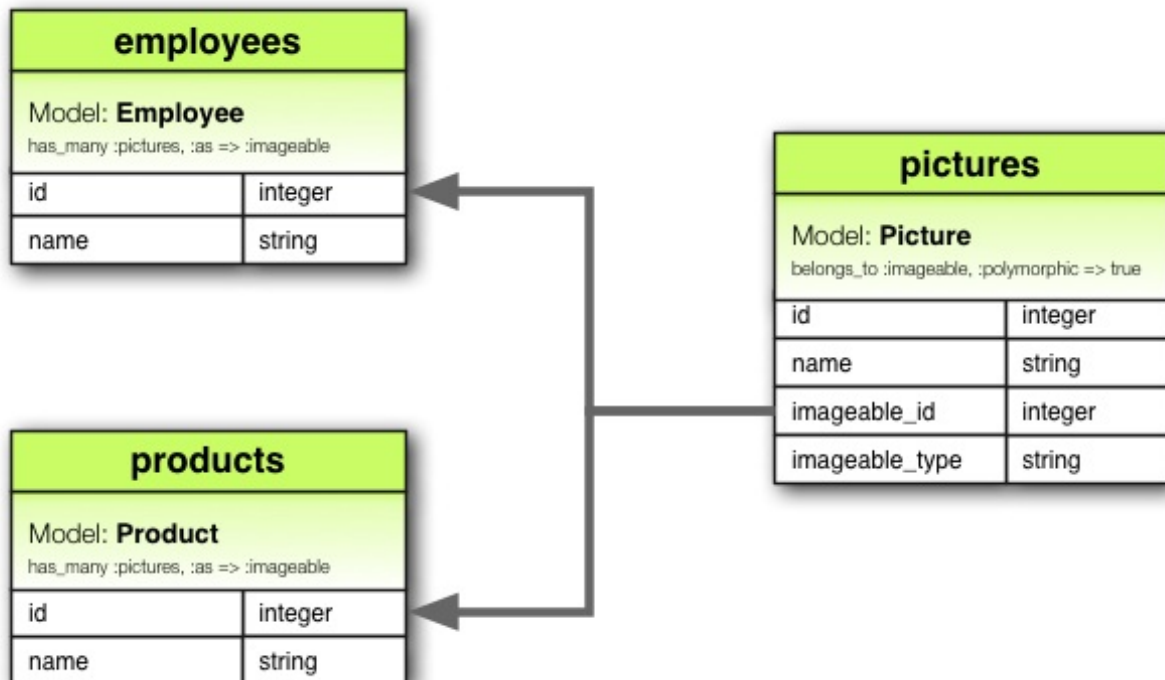 employees
Model: Employee
has_many :pictures, :as => :imageable
id integer
name string
pictures
Model: Picture
belongs_to :imageable, :polymorphic => true
id integer
name string
imageable_id integer
imageable_type string
products
Model: Product
has_many :pictures, :as => :imageable
id integer
name string